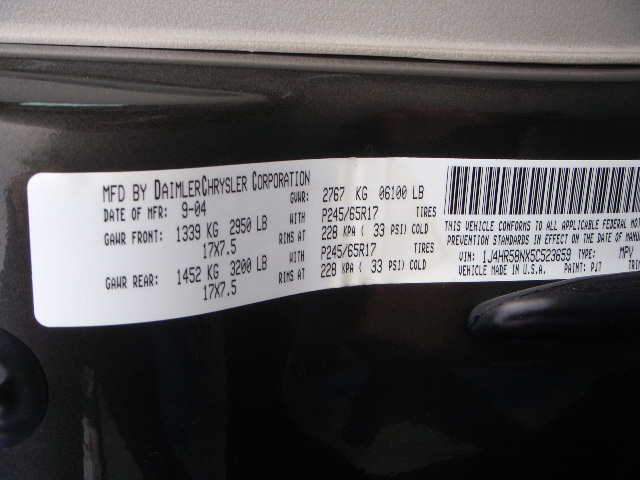 MFD BY DAIMLERCHRYSLER CORPORATION
DATE OF MFR: 9-04 GVWR: 2767 KG 06100 LB
GAWR FRONT: 1339 KG 2950 LB WITH P245/65R17 TIRES
17X7.5 RIMS AT 228 KPA ( 33 PSI) COLD
GAWR REAR: 1452 KG 3200 LB WITH P245/65R17 TIRES
17X7.5 RIMS AT 228 KPA ( 33 PSI) COLD
THIS VEHICLE CONFORMS TO ALL APPLICABLE FEDERAL
PREVENTION STANDARDS IN EFFECT ON THE DATE OF MANU
VIN: 1J4HR58NX5C523659 TYPE: MPV
VEHICLE MADE IN U.S.A. PAINT: PJT